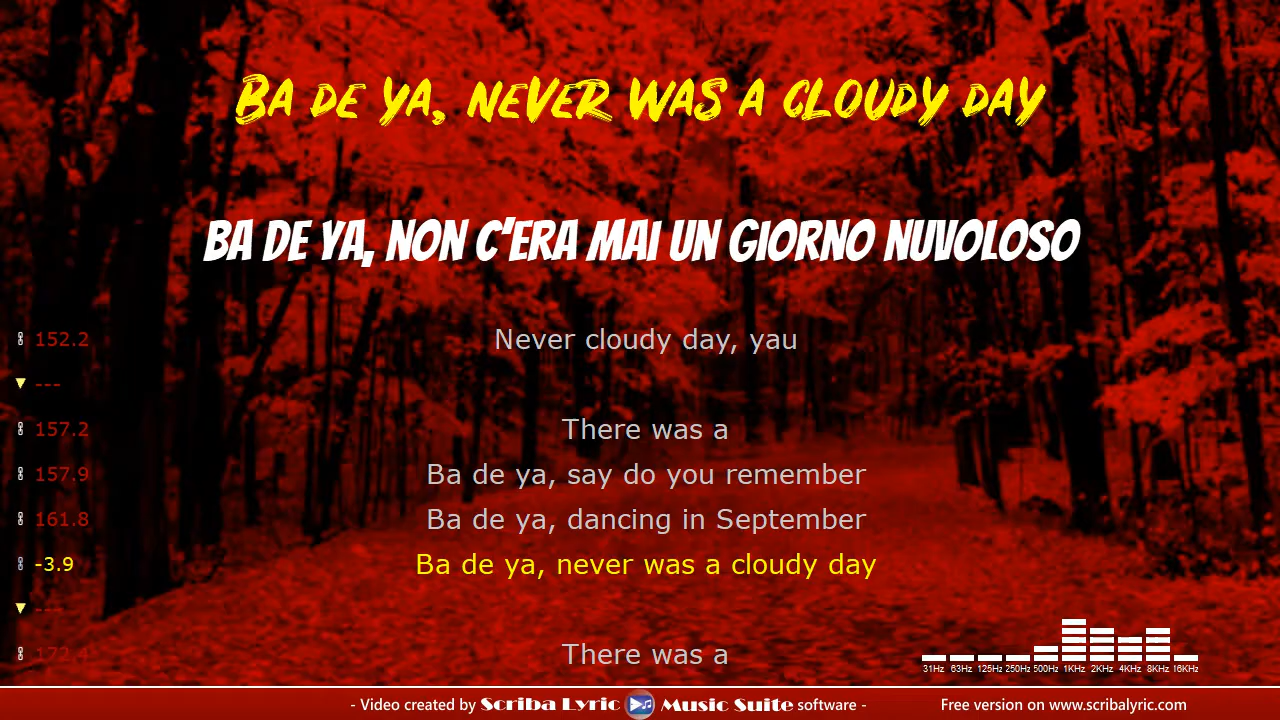 Ba de ya, never was a cloudy day
BA DE YA, NON C'ERA MAI UN GIORNO NUVOLOSO
152.2 Never cloudy day, yau
---
157.2 There was a
157.9 Ba de ya, say do you remember
161.8 Ba de ya, dancing in September
-3.9 Ba de ya, never was a cloudy day
---
172.4 There was a
31Hz 63Hz 125Hz 250Hz 500Hz 1KHz 2KHz 4KHz 8KHz 16KHz
- Video created by Scriba Lyric Music Suite software - Free version on www.scribalyric.com